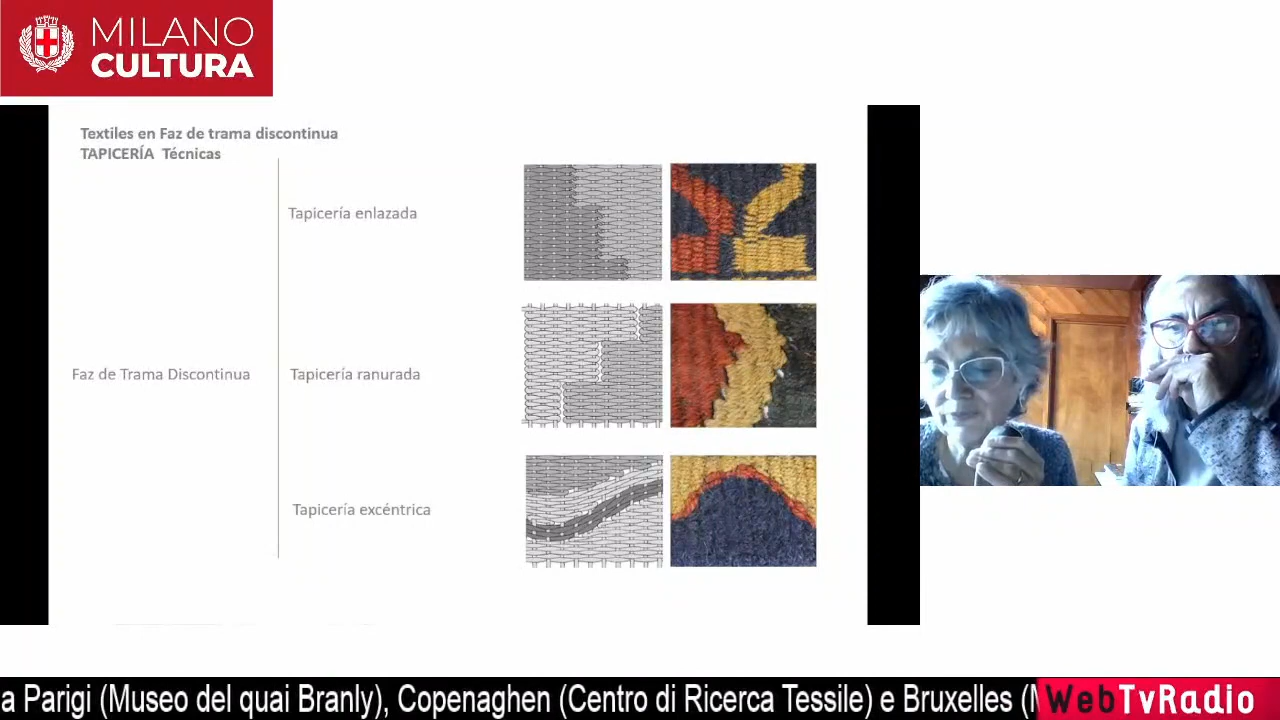 MILANO
CULTURA
Textiles en Faz de trama discontinua
TAPICERÍA Técnicas
Tapicería enlazada
Faz de Trama Discontinua
Tapicería ranurada
Tapicería excéntrica
a Parigi (Museo del quai Branly), Copenaghen (Centro di Ricerca Tessile) e Bruxelles (
WebTvRadio